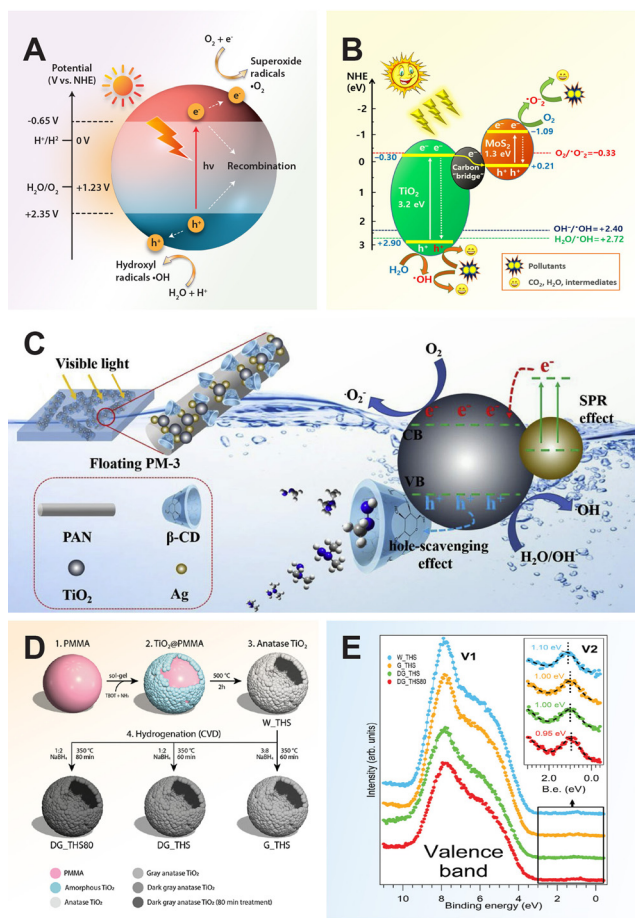 A
Potential
(V vs. NHE)
-0.65 V
H⁺/H² 0 V
H₂O/O₂ +1.23 V
+2.35 V
O₂ + e⁻
Superoxide
radicals
•O₂
e⁻
e⁻
hν
Recombination
h⁺
h⁺
Hydroxyl
radicals •OH
H₂O + H⁺
B
NHE
(eV)
-2
-1
0
1
2
3
-0.30
e⁻ e⁻
TiO₂
3.2 eV
+2.90
h⁺ h⁺
e⁻
Carbon
"bridge"
e⁻ e⁻
-1.09
MoS₂
1.3 eV
+0.21
h⁺ h⁺
•O⁻₂
O₂
O₂/•O⁻₂=−0.33
OH⁻/•OH=+2.40
H₂O/•OH=+2.72
H₂O
•OH
Pollutants
CO₂, H₂O, intermediates
C
Visible light
Floating PM-3
PAN
β-CD
TiO₂
Ag
O₂
·O₂⁻
e⁻ e⁻ e⁻
CB
VB
h⁺ h⁺ h⁺
e⁻
SPR
effect
·OH
H₂O/OH⁻
hole-scavenging
effect
D
1. PMMA
2. TiO₂@PMMA
3. Anatase TiO₂
sol-gel
TBOT + NH₃
500 °C
2h
W_THS
4. Hydrogenation (CVD)
1:2
NaBH₄
350 °C
80 min
1:2
NaBH₄
350 °C
60 min
3:8
NaBH₄
350 °C
60 min
DG_THS80
DG_THS
G_THS
PMMA
Amorphous TiO₂
Anatase TiO₂
Gray anatase TiO₂
Dark gray anatase TiO₂
Dark gray anatase TiO₂ (80 min treatment)
E
W_THS
G_THS
DG_THS
DG_THS80
V1
V2
1.10 eV
1.00 eV
1.00 eV
0.95 eV
2.0 1.0 0.0
B.e. (eV)
Intensity (arb. units)
Valence
band
11 10 8 6 4 2 0
Binding energy (eV)